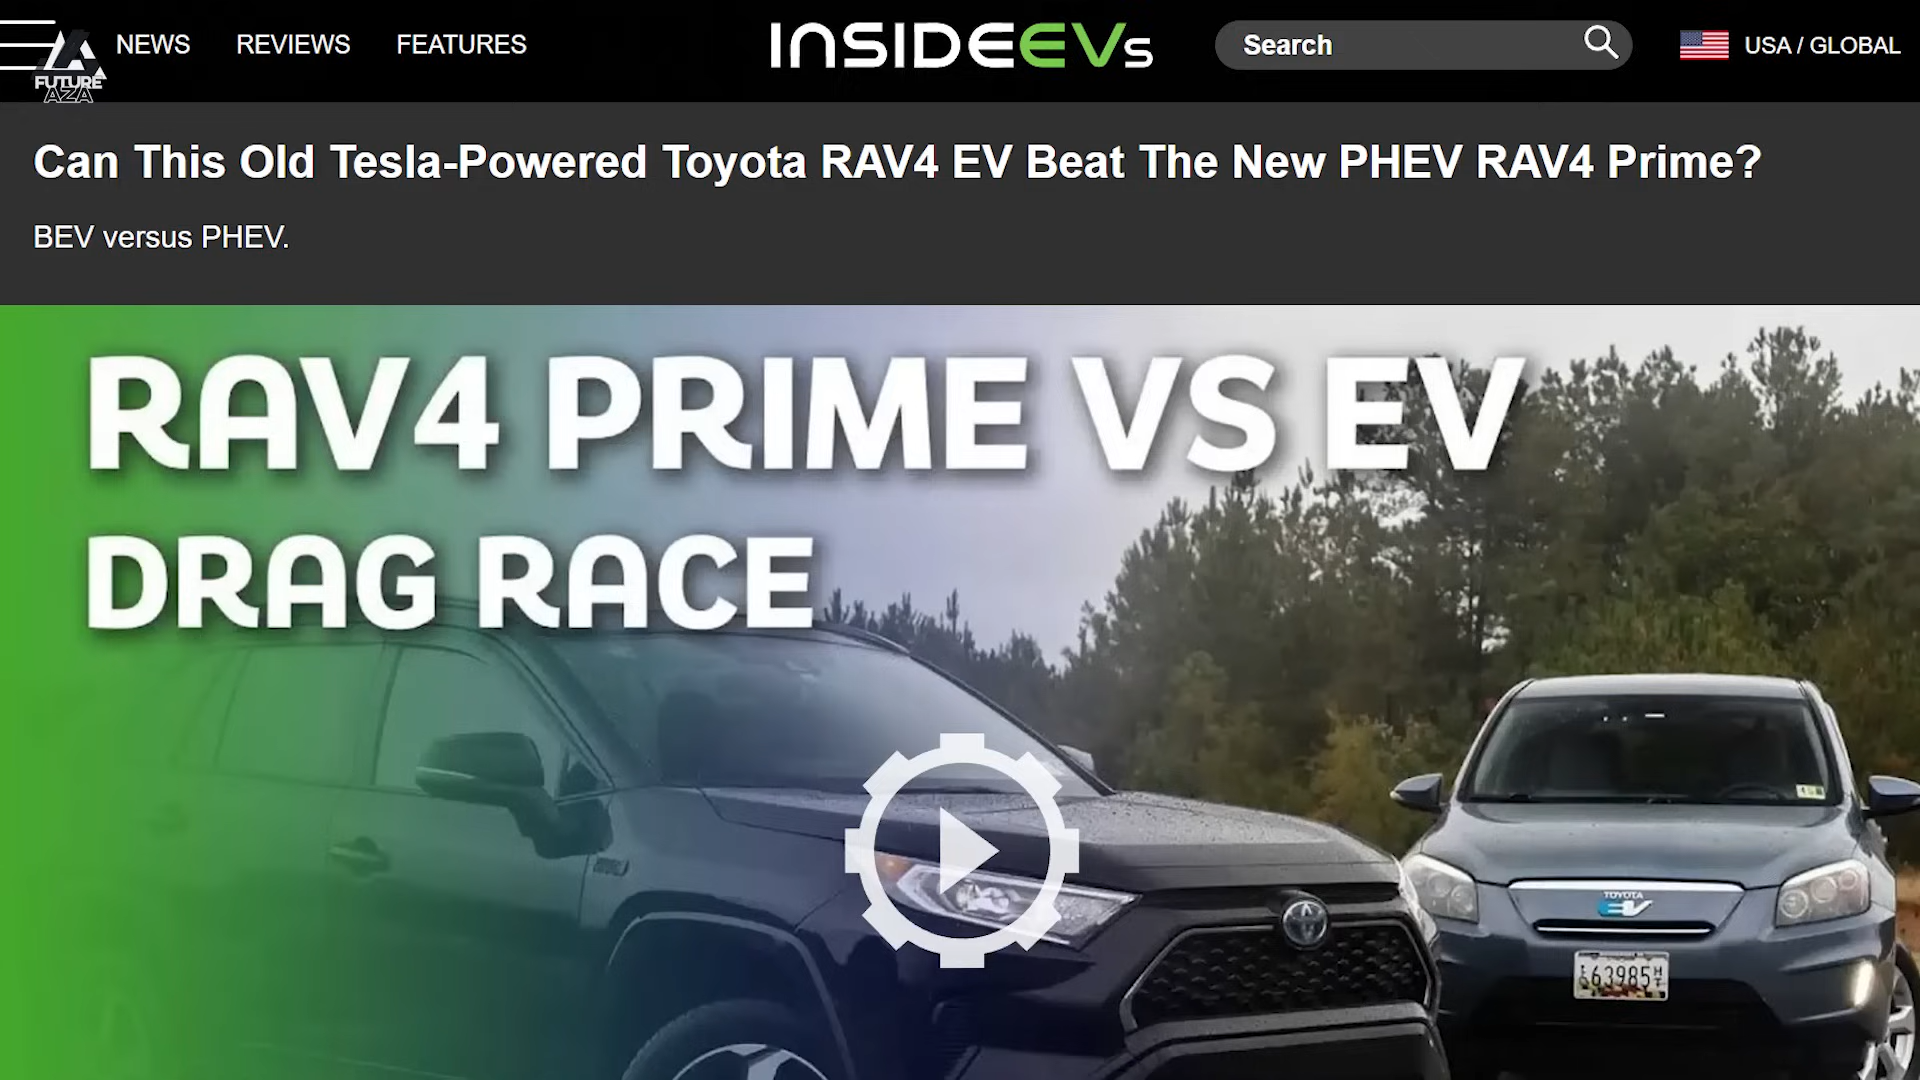 NEWS REVIEWS FEATURES INSIDEEVs Search USA / GLOBAL
FUTURE
AZA
Can This Old Tesla-Powered Toyota RAV4 EV Beat The New PHEV RAV4 Prime?
BEV versus PHEV.
RAV4 PRIME VS EV
DRAG RACE
TOYOTA
EV
63985